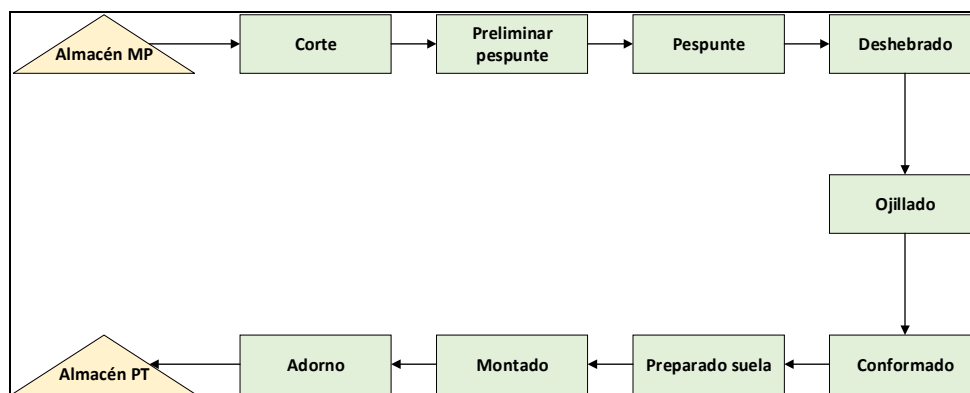 Almacén MP
Corte
Preliminar
pespunte
Pespunte
Deshebrado
Ojillado
Conformado
Preparado suela
Montado
Adorno
Almacén PT